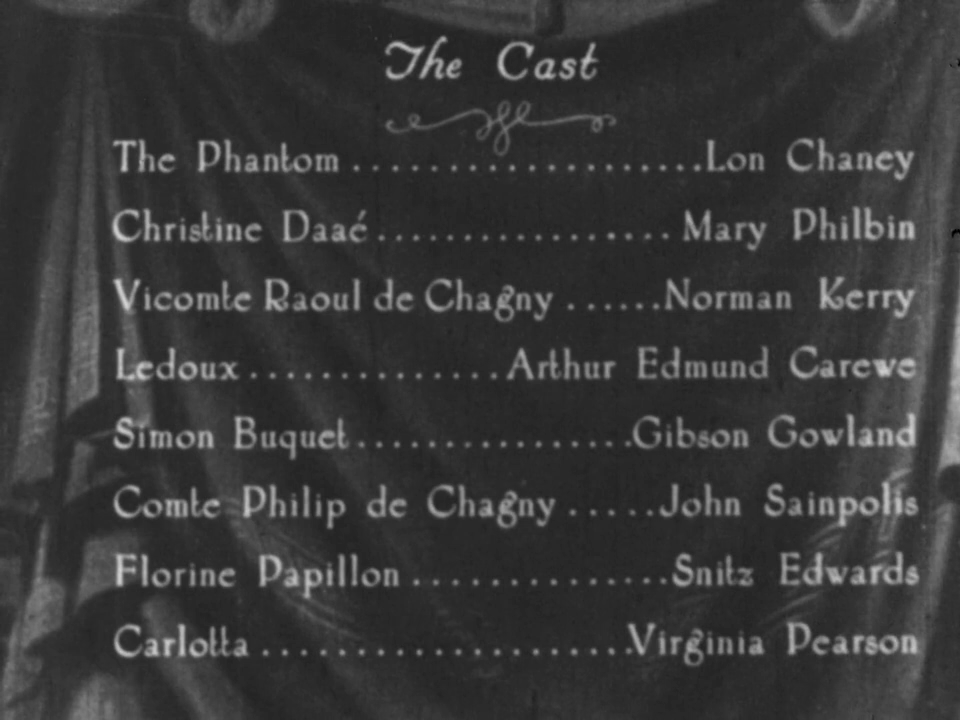 The Cast
The Phantom....................Lon Chaney
Christine Daaé.................. Mary Philbin
Vicomte Raoul de Chagny ......Norman Kerry
Ledoux..............Arthur Edmund Carewe
Simon Buquet.................Gibson Gowland
Comte Philip de Chagny .....John Sainpolis
Florine Papillon ..............Snitz Edwards
Carlotta .....................Virginia Pearson